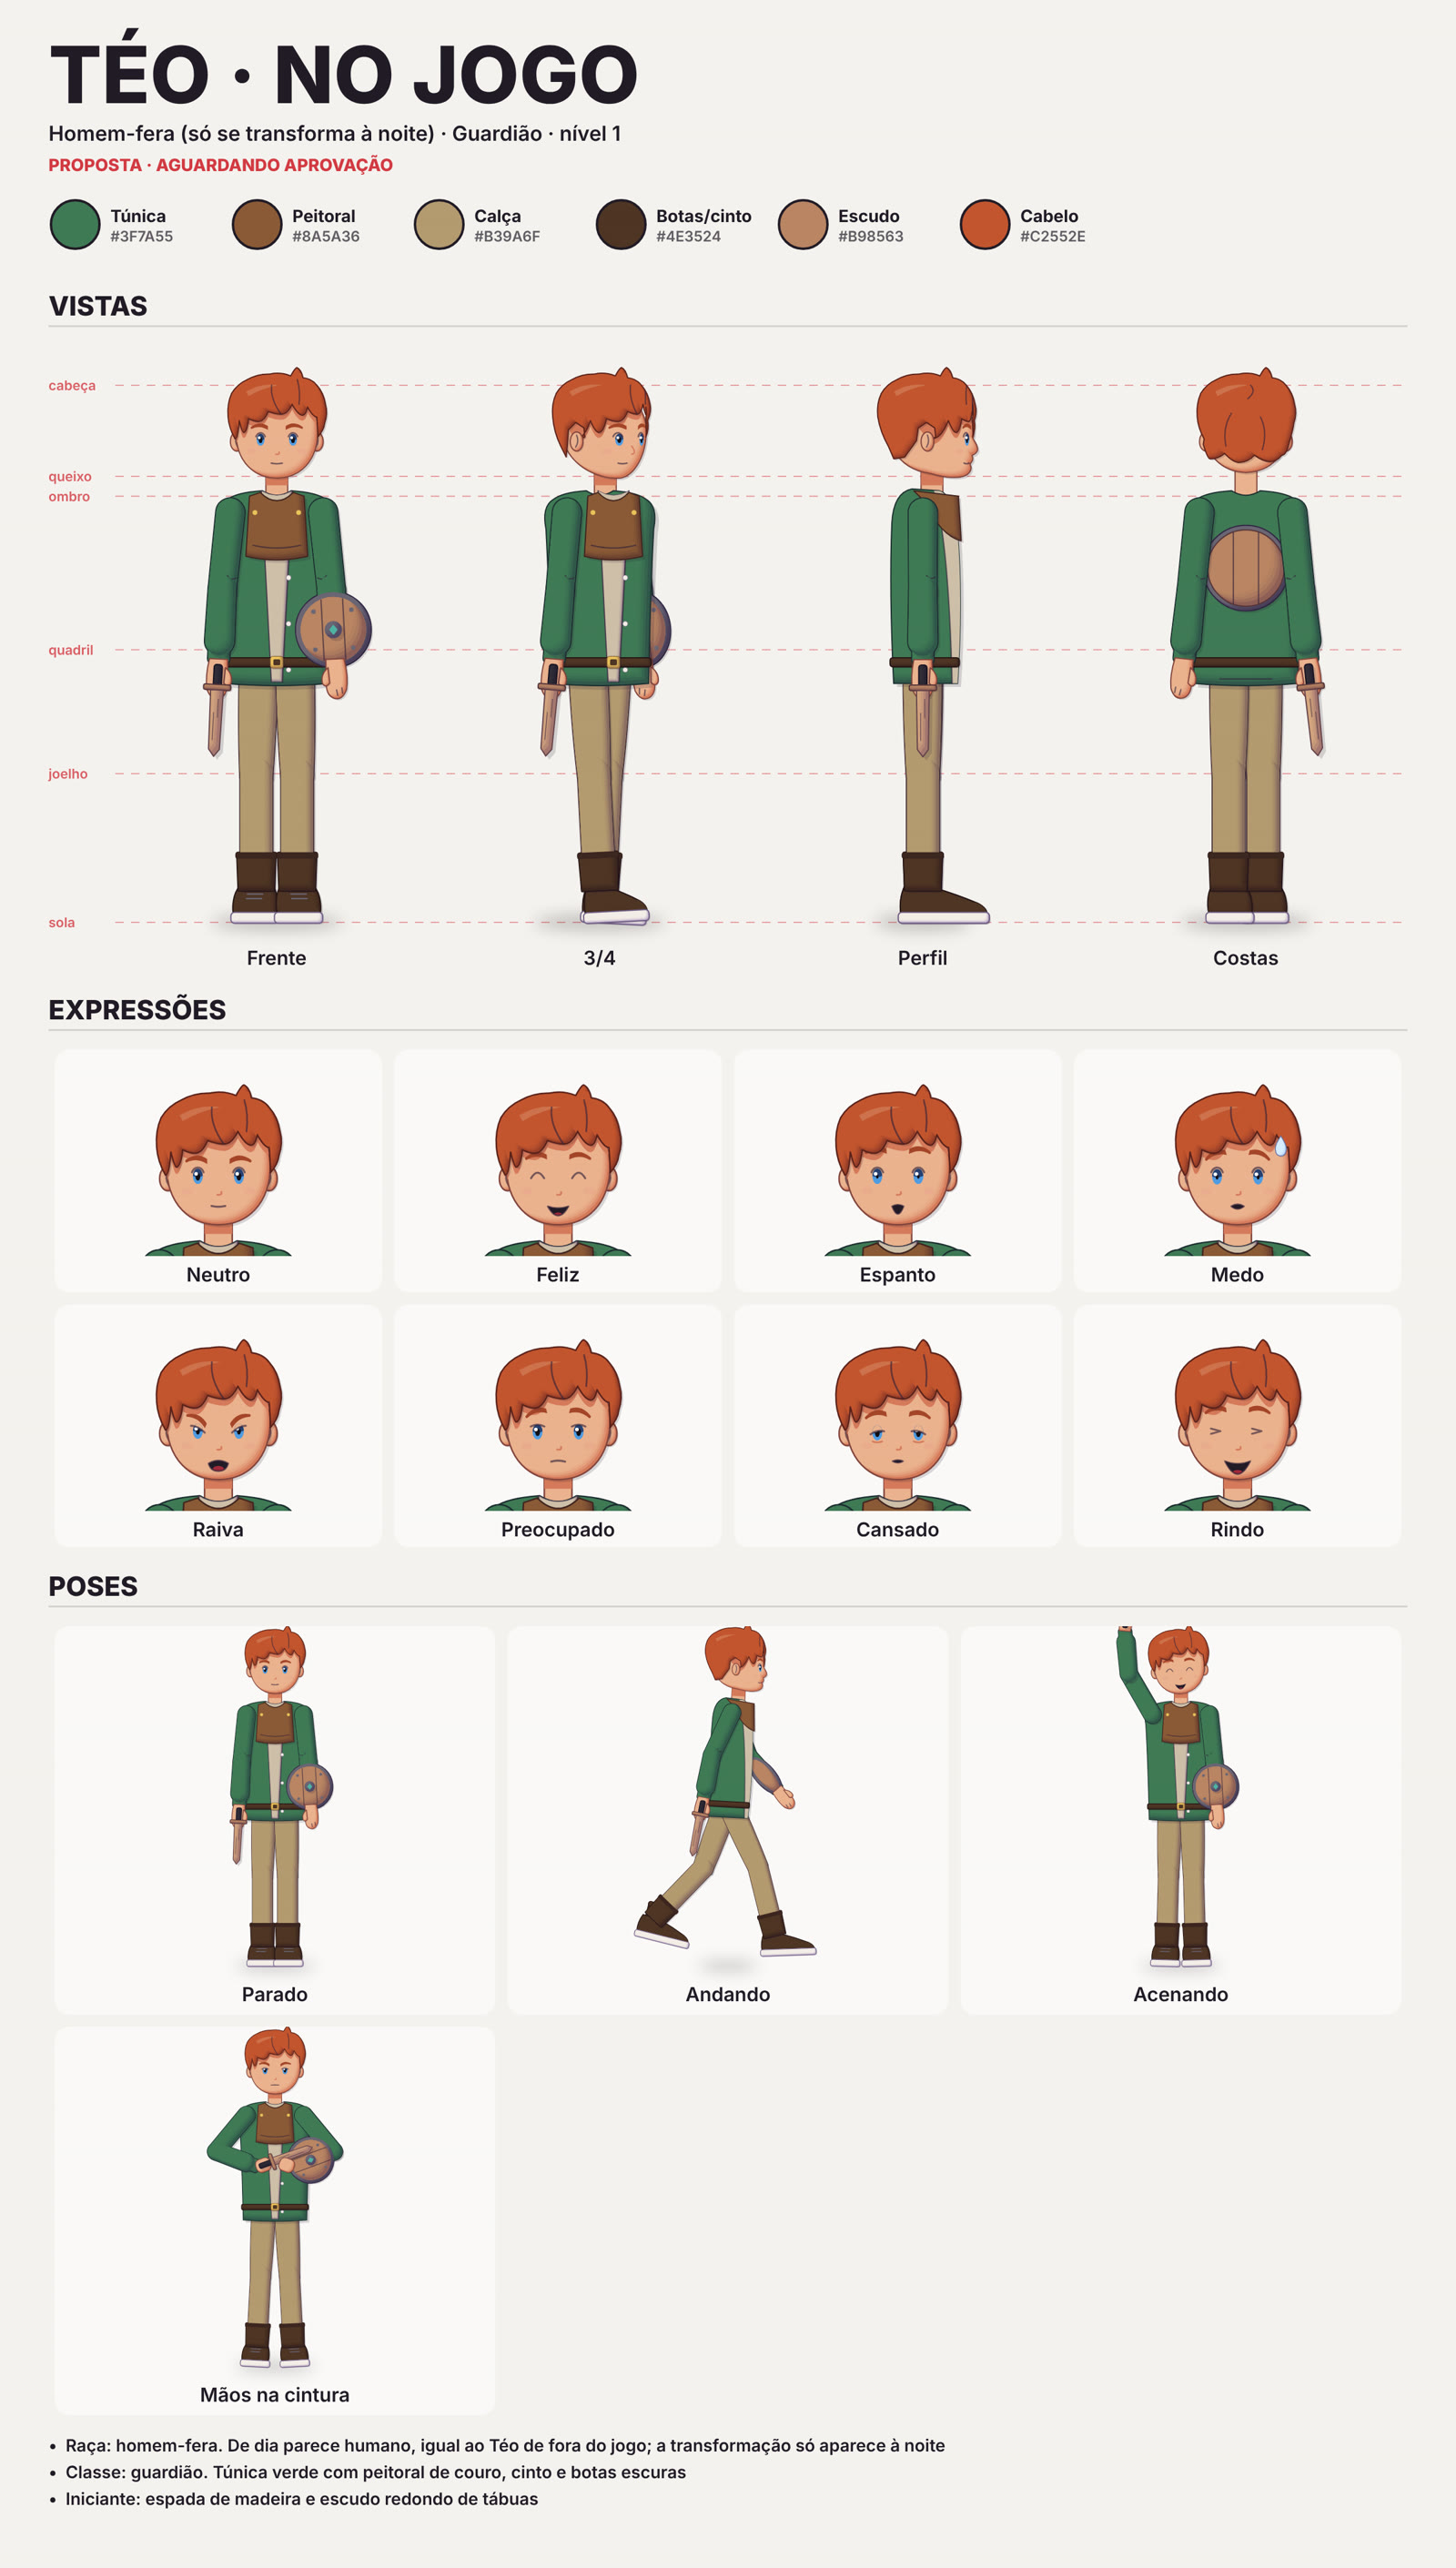 TÉO · NO JOGO
Homem-fera (só se transforma à noite) · Guardião · nível 1
PROPOSTA · AGUARDANDO APROVAÇÃO
Túnica
#3F7A55
Peitoral
#8A5A36
Calça
#B39A6F
Botas/cinto
#4E3524
Escudo
#B98563
Cabelo
#C2552E
VISTAS
cabeça
queixo
ombro
quadril
joelho
sola
Frente
3/4
Perfil
Costas
EXPRESSÕES
Neutro
Feliz
Espanto
Medo
Raiva
Preocupado
Cansado
Rindo
POSES
Parado
Andando
Acenando
Mãos na cintura
• Raça: homem-fera. De dia parece humano, igual ao Téo de fora do jogo; a transformação só aparece à noite
• Classe: guardião. Túnica verde com peitoral de couro, cinto e botas escuras
• Iniciante: espada de madeira e escudo redondo de tábuas